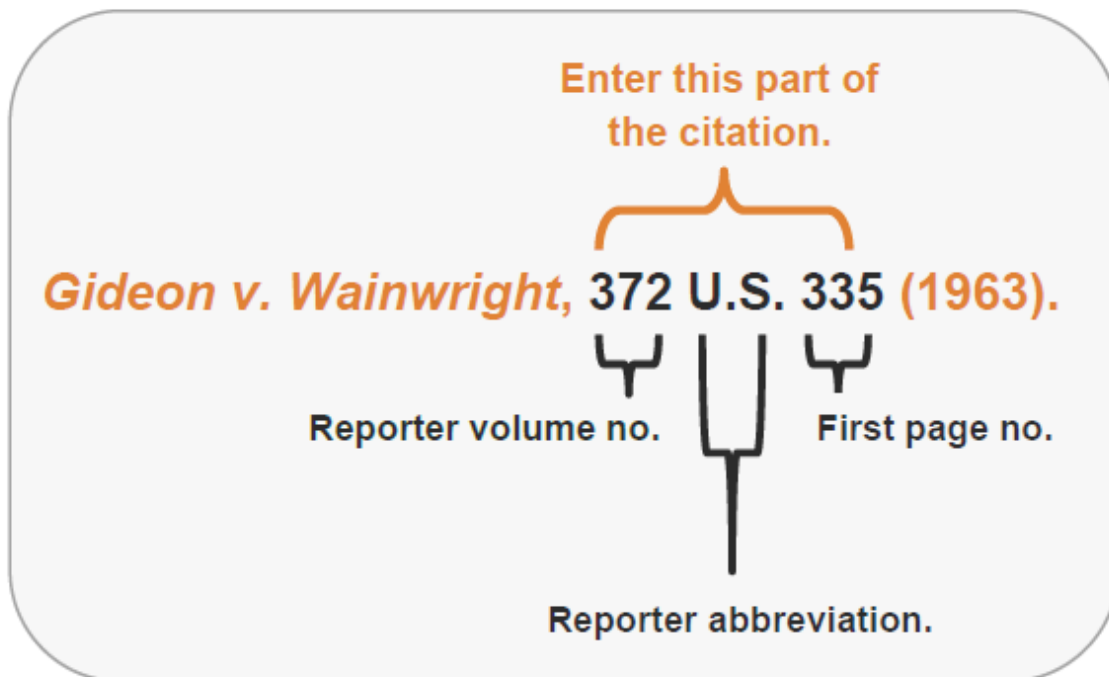 Enter this part of
the citation.
Gideon v. Wainwright, 372 U.S. 335 (1963).
Reporter volume no.
First page no.
Reporter abbreviation.